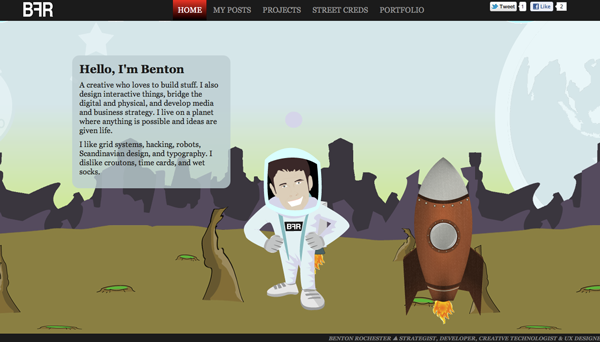 BFR
HOME MY POSTS PROJECTS STREET CREDS PORTFOLIO
Tweet 1 Like 2
Hello, I'm Benton
A creative who loves to build stuff. I also
design interactive things, bridge the
digital and physical, and develop media
and business strategy. I live on a planet
where anything is possible and ideas are
given life.
I like grid systems, hacking, robots,
Scandinavian design, and typography. I
dislike croutons, time cards, and wet
socks.
BFR
BENTON ROCHESTER ▲ STRATEGIST, DEVELOPER, CREATIVE TECHNOLOGIST & UX DESIGNE